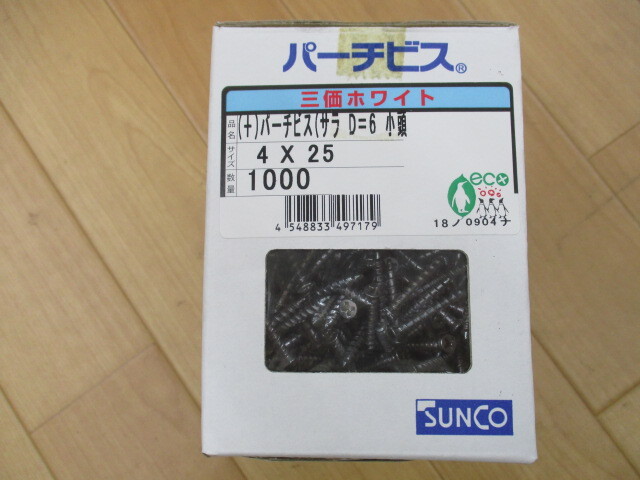 パーチビス®
三価ホワイト
品名 (+)パーチビス(サラ D=6 小頭
サイズ 4 X 25
数量 1000
eco
4 548833 497179
18ノ0904ナ
SUNCO